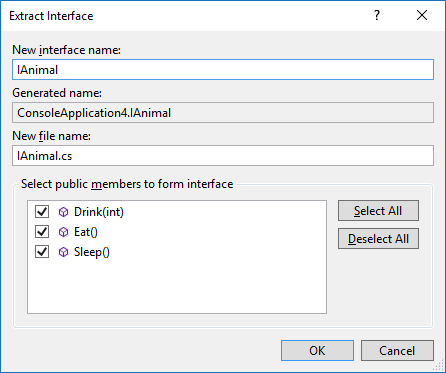 Extract Interface
?
New interface name:
IAnimal
Generated name:
ConsoleApplication4.IAnimal
New file name:
IAnimal.cs
Select public members to form interface
Drink(int)
Select All
Eat()
Sleep()
Deselect All
OK
Cancel